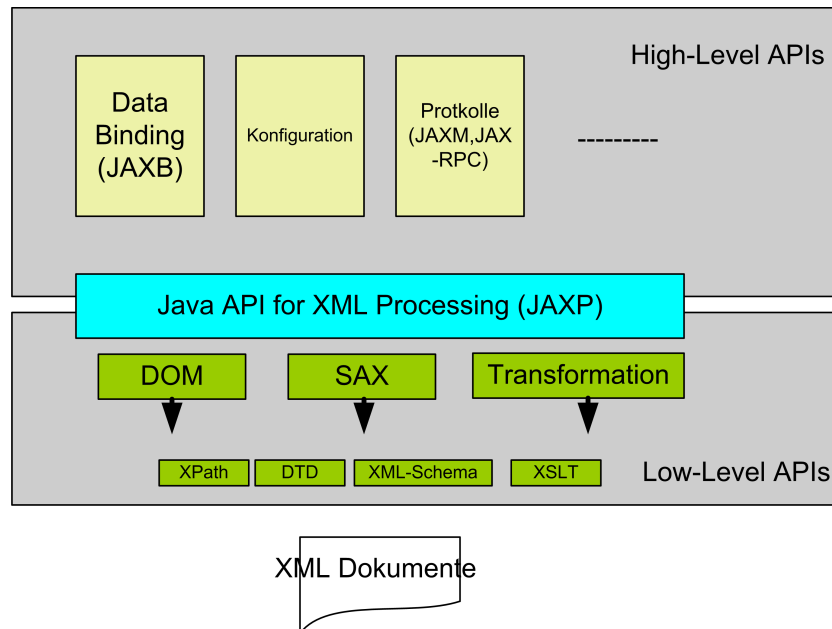 High-Level APIs
Data
Binding
(JAXB)
Konfiguration
Protkolle
(JAXM,JAX
-RPC)
---------
Java API for XML Processing (JAXP)
DOM
SAX
Transformation
XPath
DTD
XML-Schema
XSLT
Low-Level APIs
XML Dokumente